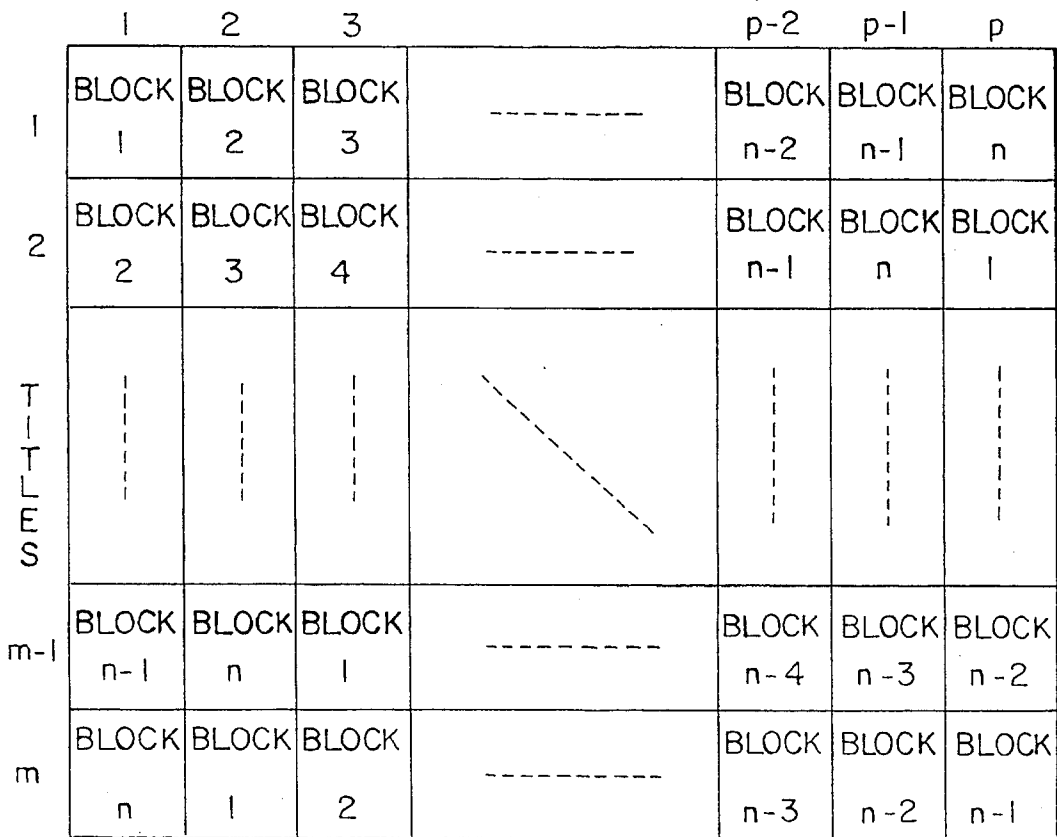 1 2 3 p-2 p-1 p
BLOCK BLOCK BLOCK BLOCK BLOCK BLOCK
1
1 2 3 n-2 n-1 n
BLOCK BLOCK BLOCK BLOCK BLOCK BLOCK
2
2 3 4 n-1 n 1
TITLES
BLOCK BLOCK BLOCK BLOCK BLOCK BLOCK
m-1
n-1 n 1 n-4 n-3 n-2
BLOCK BLOCK BLOCK BLOCK BLOCK BLOCK
m
n 1 2 n-3 n-2 n-1